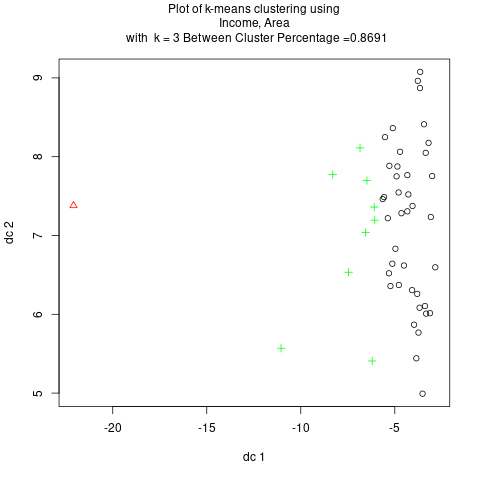 Plot of k-means clustering using
Income, Area
with k = 3 Between Cluster Percentage =0.8691
9
8
7
6
5
dc 2
-20 -15 -10 -5
dc 1